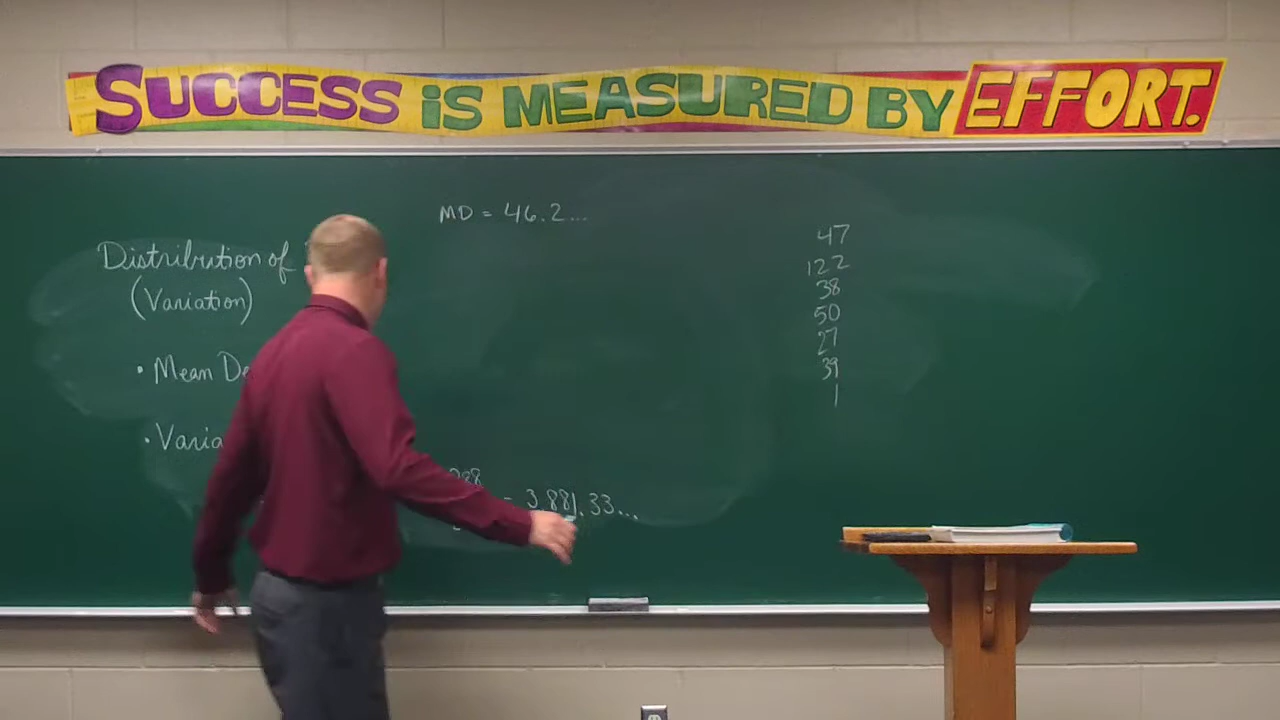 SUCCESS iS MEASURED BY EFFORT.
MD = 46.2...
Distribution of
(Variation)
• Mean De
• Varia
288
= 3,881.33...
47
122
38
50
27
39
1